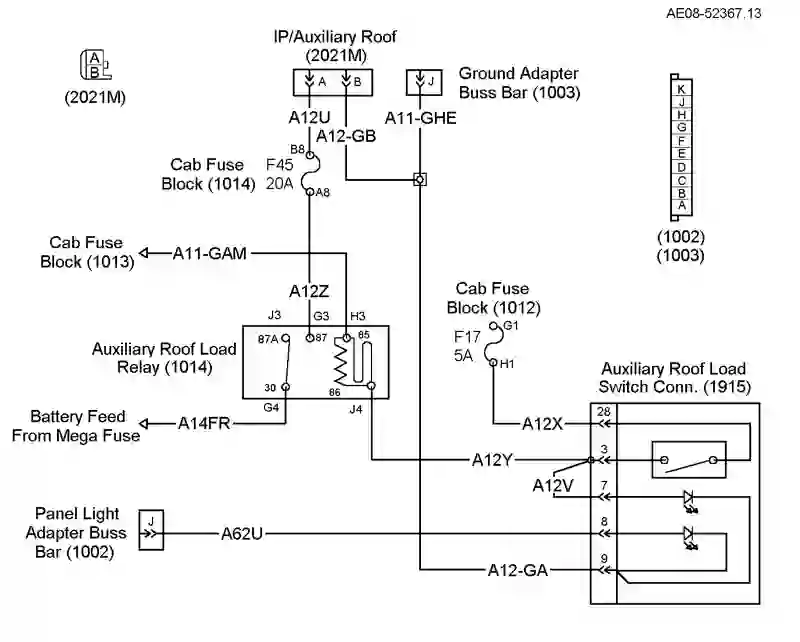 AE08-52367.13
IP/Auxiliary Roof
(2021M)
A
B
(2021M)
A
B
J
Ground Adapter
Buss Bar (1003)
K
J
H
G
F
E
D
C
B
A
(1002)
(1003)
A12U
A12-GB
A11-GHE
B8
Cab Fuse
Block (1014)
F45
20A
A8
Cab Fuse
Block (1013)
A11-GAM
A12Z
Cab Fuse
Block (1012)
G1
F17
5A
H1
J3
G3
H3
87A
87
85
Auxiliary Roof Load
Relay (1014)
30
86
G4
J4
Auxiliary Roof Load
Switch Conn. (1915)
Battery Feed
From Mega Fuse
A14FR
A12X
28
A12Y
3
A12V
7
Panel Light
Adapter Buss
Bar (1002)
J
A62U
8
A12-GA
9